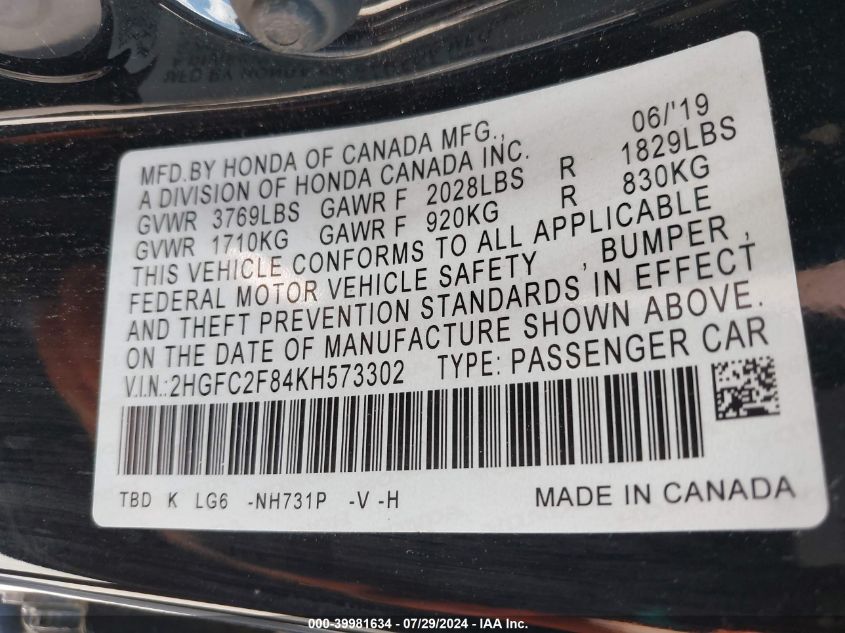 MFD.BY HONDA OF CANADA MFG., 06/'19
A DIVISION OF HONDA CANADA INC.
GVWR 3769LBS GAWR F 2028LBS R 1829LBS
GVWR 1710KG GAWR F 920KG R 830KG
THIS VEHICLE CONFORMS TO ALL APPLICABLE
FEDERAL MOTOR VEHICLE SAFETY , BUMPER ,
AND THEFT PREVENTION STANDARDS IN EFFECT
ON THE DATE OF MANUFACTURE SHOWN ABOVE.
V.I.N.: 2HGFC2F84KH573302 TYPE: PASSENGER CAR
TBD K LG6 -NH731P -V -H MADE IN CANADA
000-39981634 - 07/29/2024 - IAAI, Inc.